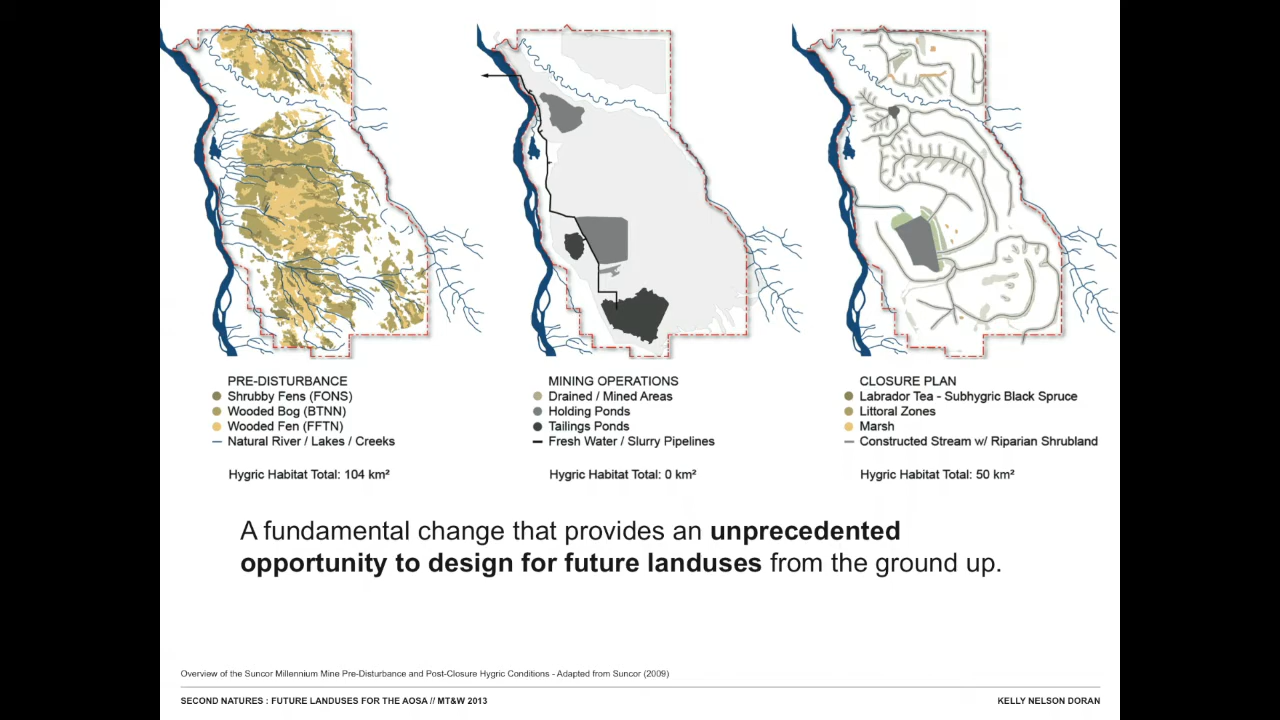 PRE-DISTURBANCE
Shrubby Fens (FONS)
Wooded Bog (BTNN)
Wooded Fen (FFTN)
Natural River / Lakes / Creeks
Hygric Habitat Total: 104 km²
MINING OPERATIONS
Drained / Mined Areas
Holding Ponds
Tailings Ponds
Fresh Water / Slurry Pipelines
Hygric Habitat Total: 0 km²
CLOSURE PLAN
Labrador Tea - Subhygric Black Spruce
Littoral Zones
Marsh
Constructed Stream w/ Riparian Shrubland
Hygric Habitat Total: 50 km²
A fundamental change that provides an unprecedented
opportunity to design for future landuses from the ground up.
Overview of the Suncor Millennium Mine Pre-Disturbance and Post-Closure Hygric Conditions - Adapted from Suncor (2009)
SECOND NATURES : FUTURE LANDUSES FOR THE AOSA // MT&W 2013
KELLY NELSON DORAN